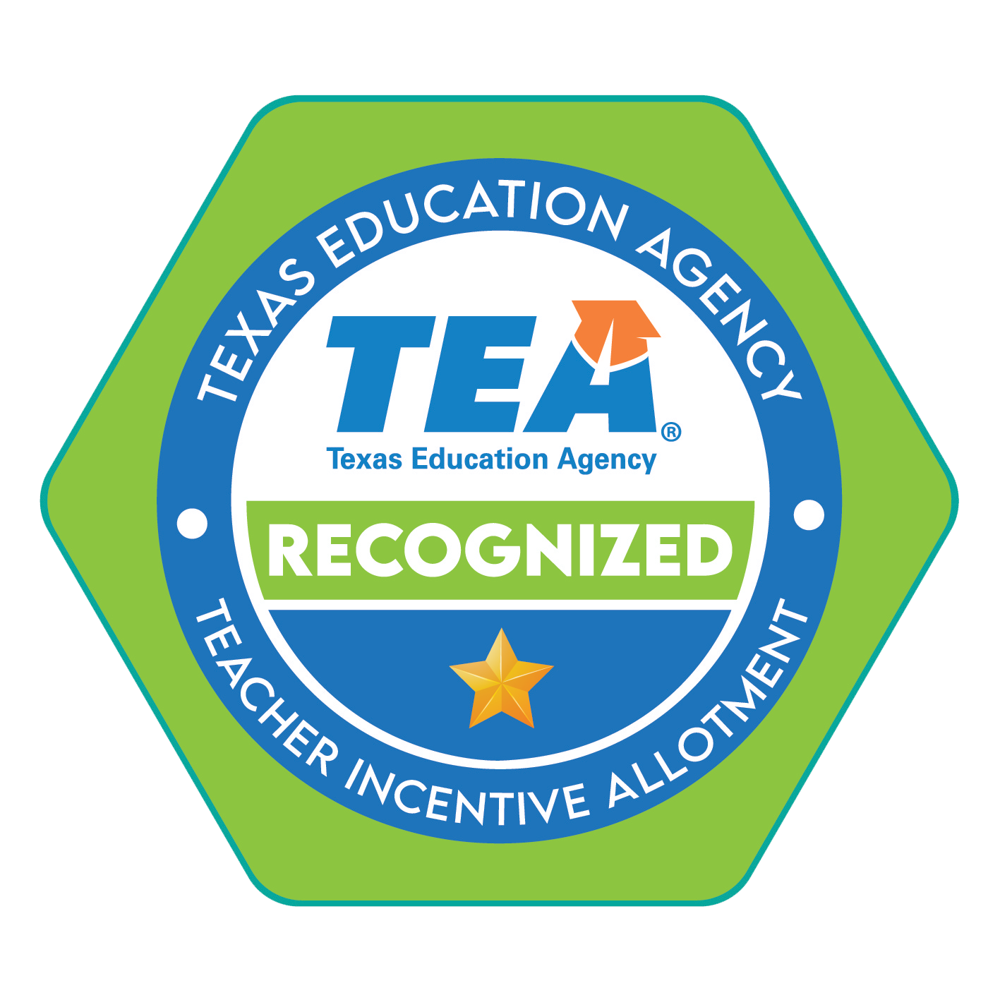 TEXAS EDUCATION AGENCY
TEA®
Texas Education Agency
RECOGNIZED
TEACHER INCENTIVE ALLOTMENT